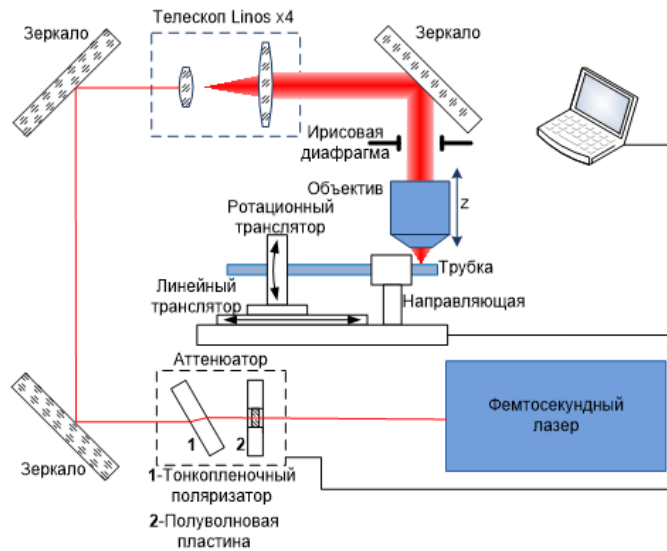 Телескоп Linos x4
Зеркало
Зеркало
Ирисовая
диафрагма
Объектив
z
Ротационный
транслятор
Трубка
Линейный
транслятор
Направляющая
Аттенюатор
Фемтосекундный
лазер
1
2
Зеркало
1-Тонкопленочный
поляризатор
2-Полуволновая
пластина